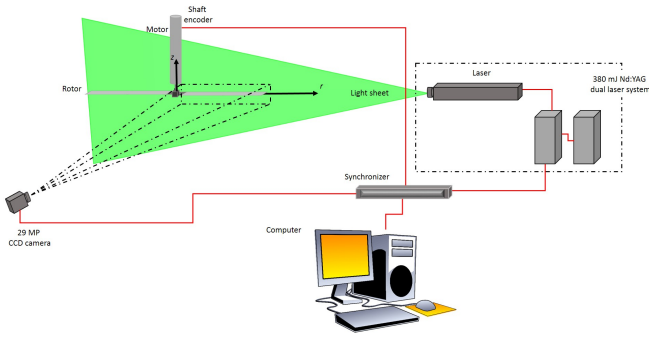 Shaft
encoder
Motor
z
Rotor
r
Light sheet
Laser
380 mJ Nd:YAG
dual laser system
Synchronizer
29 MP
CCD camera
Computer